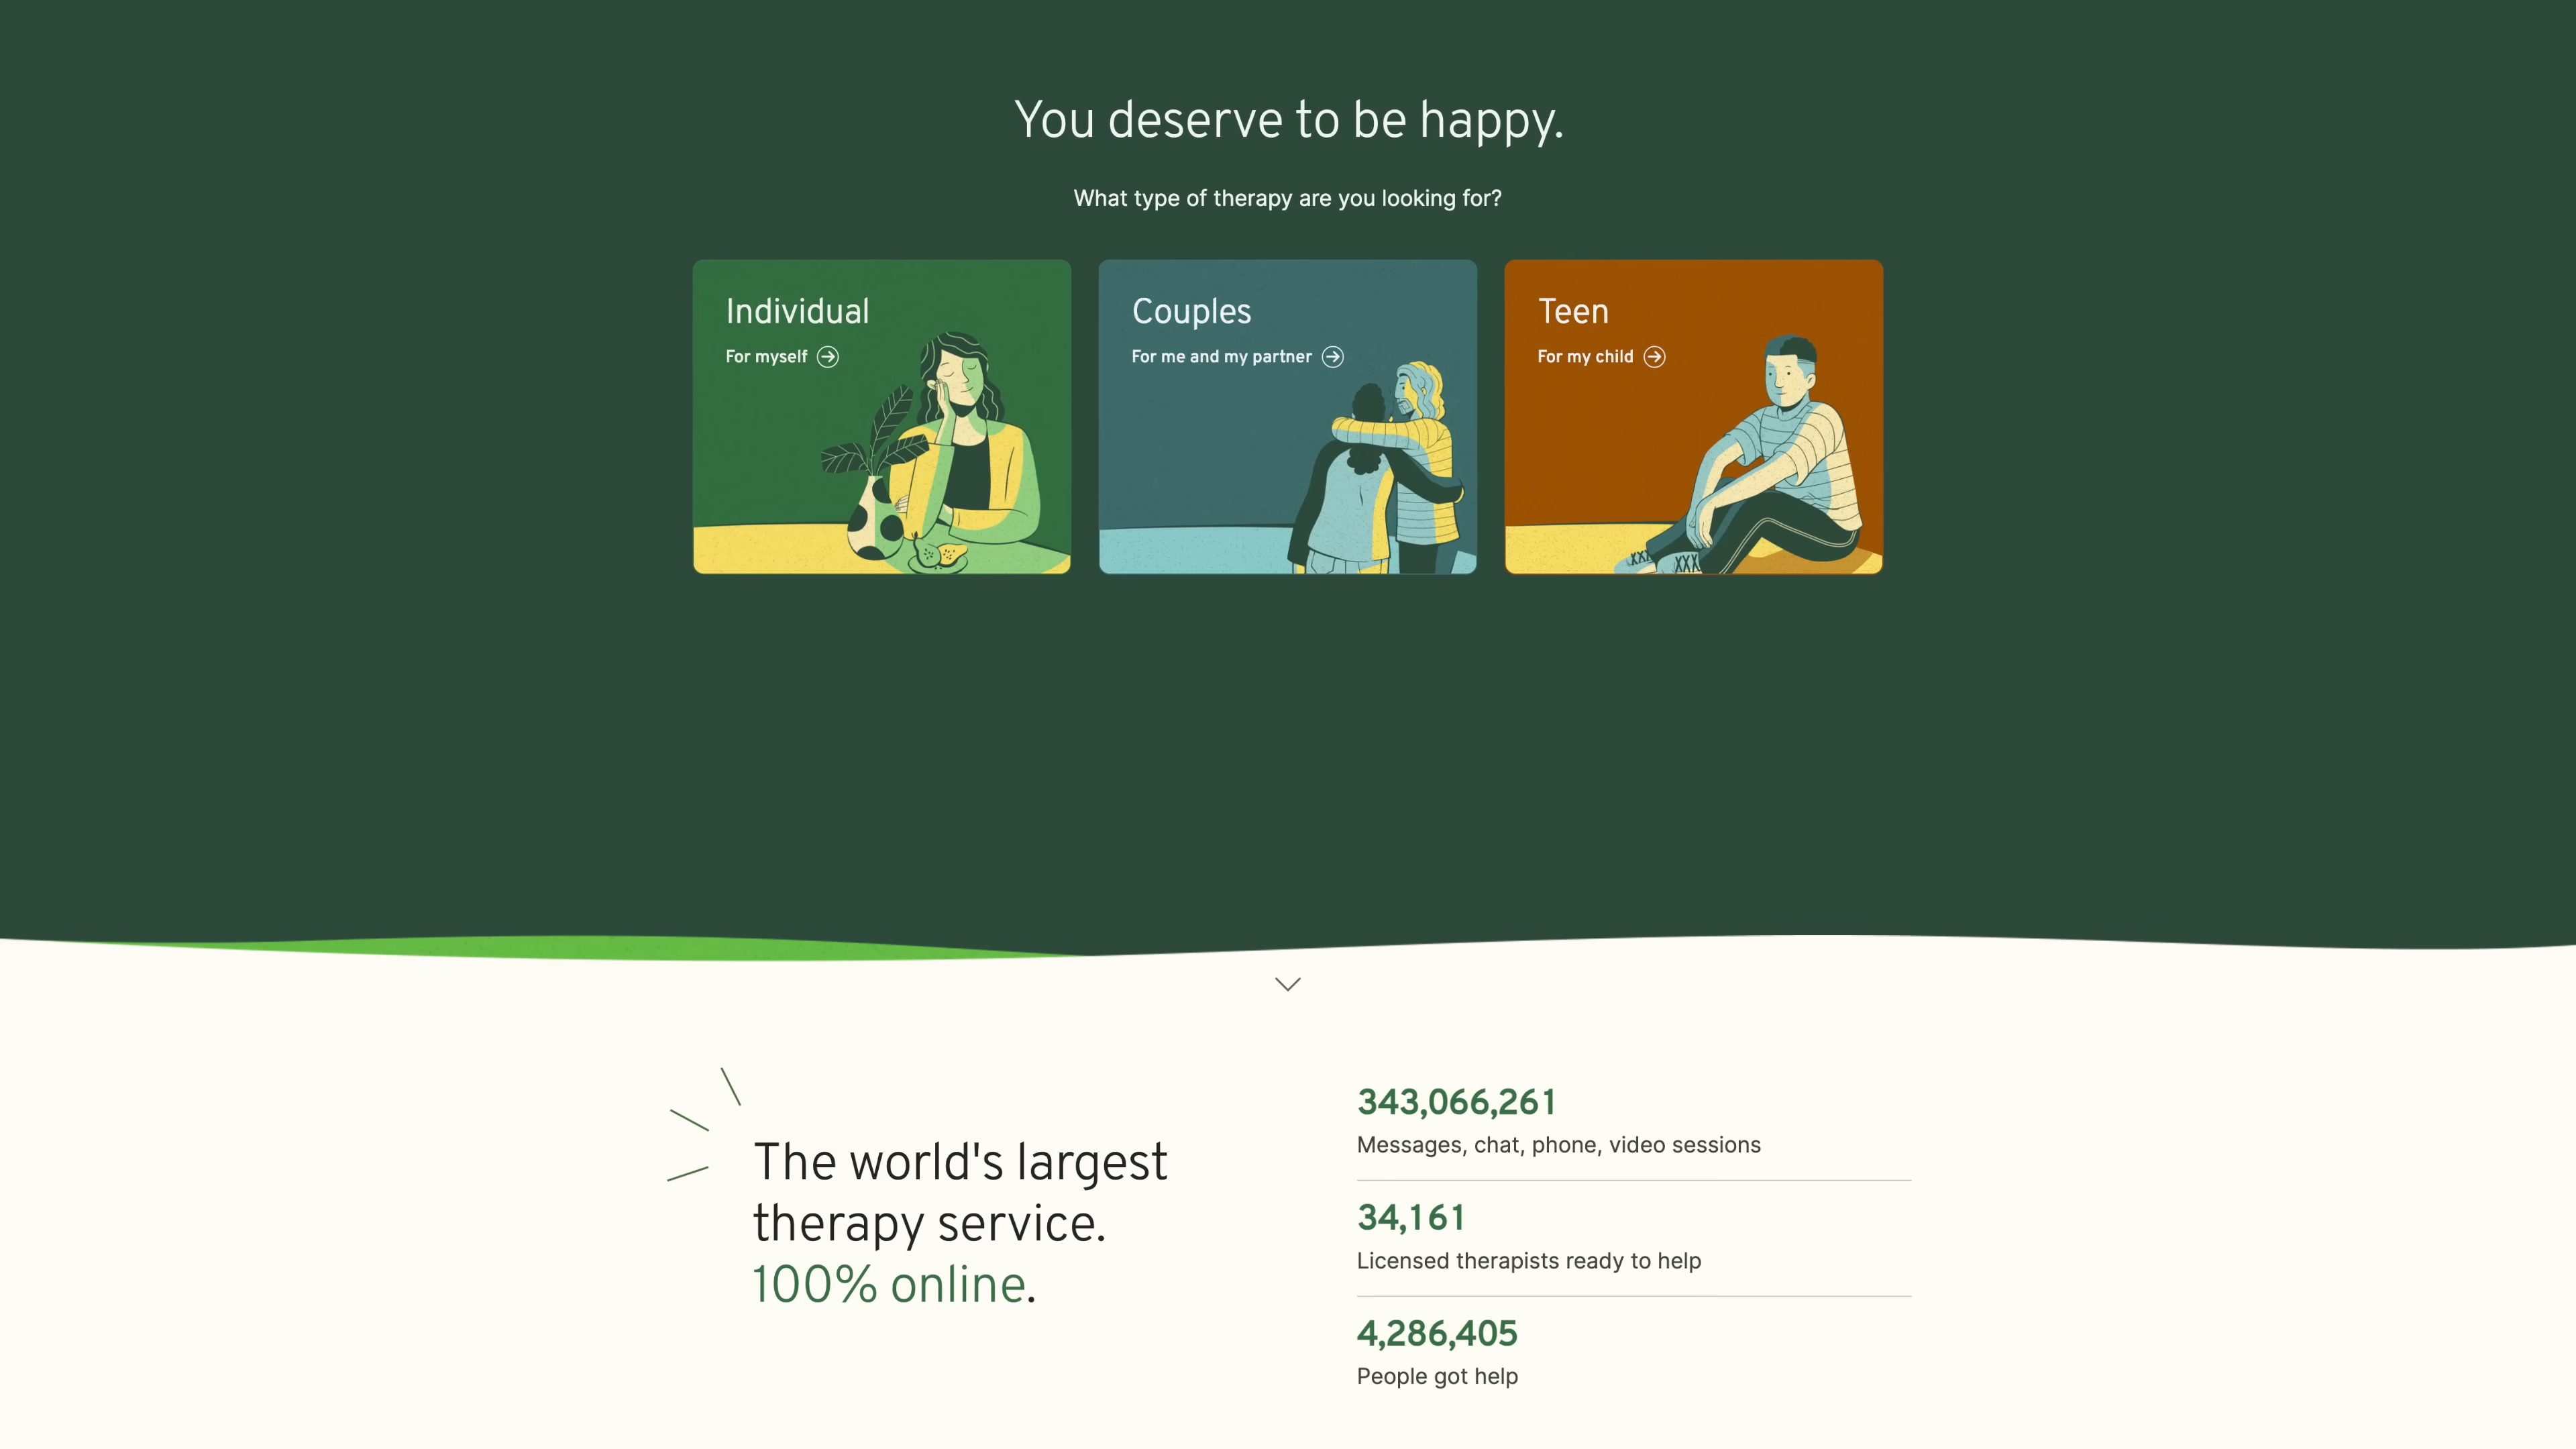 You deserve to be happy.
What type of therapy are you looking for?
Individual
For myself
Couples
For me and my partner
Teen
For my child
The world's largest
therapy service.
100% online.
343,066,261
Messages, chat, phone, video sessions
34,161
Licensed therapists ready to help
4,286,405
People got help